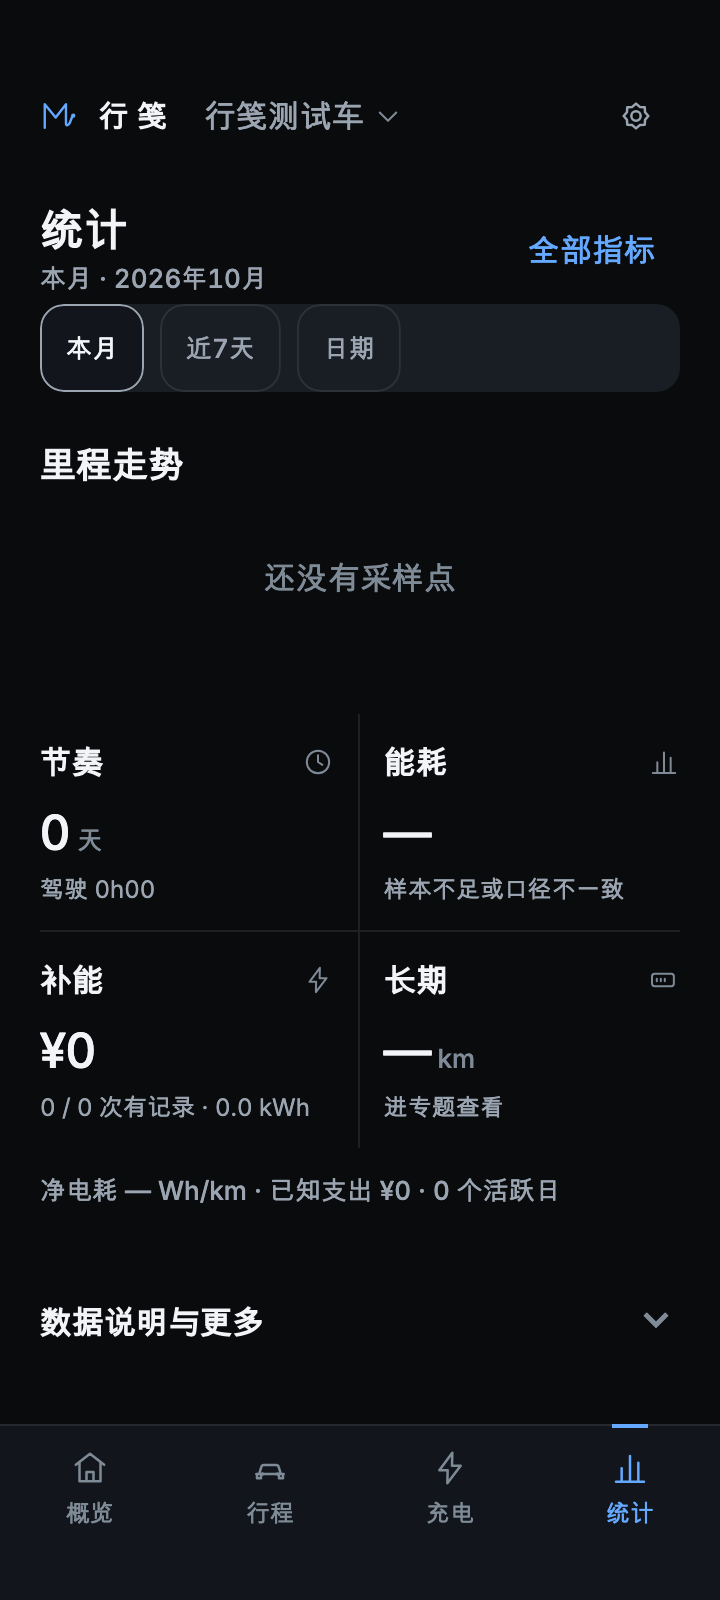 行笺 行笺测试车
统计
全部指标
本月 · 2026年10月
本月 近7天 日期
里程走势
还没有采样点
节奏
0 天
驾驶 0h00
能耗
—
样本不足或口径不一致
补能
¥0
0 / 0 次有记录 · 0.0 kWh
长期
— km
进专题查看
净电耗 — Wh/km · 已知支出 ¥0 · 0 个活跃日
数据说明与更多
概览 行程 充电 统计